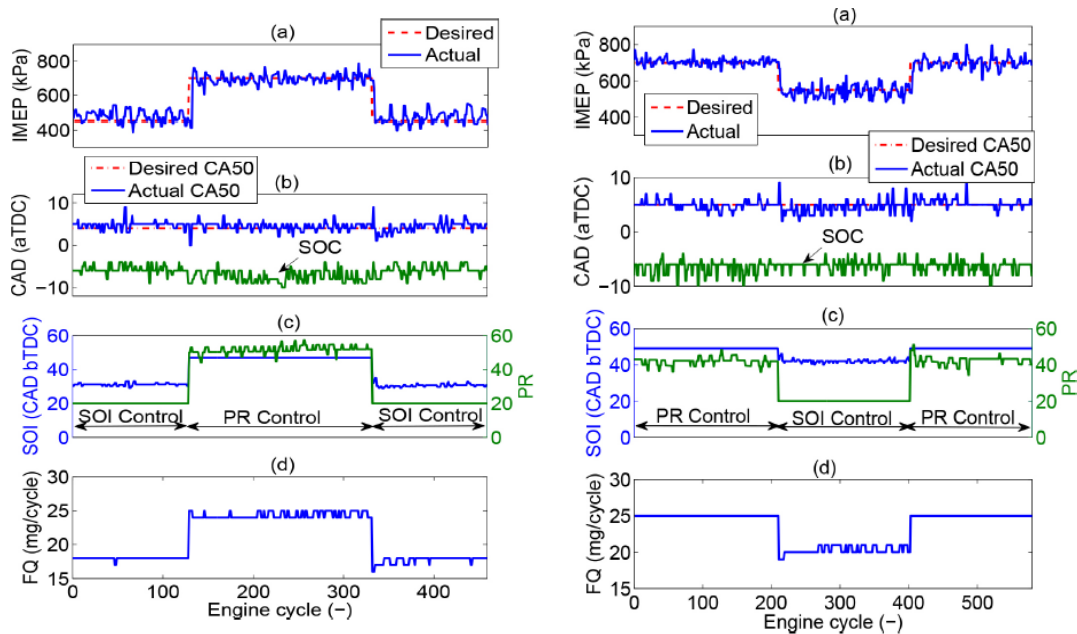 (a)
Desired
Actual
IMEP (kPa)
800
600
400
Desired CA50
Actual CA50
(b)
CAD (aTDC)
10
0
−10
SOC
(c)
SOI (CAD bTDC)
60
40
20
0
60
40
20
0
PR
SOI Control
PR Control
SOI Control
(d)
FQ (mg/cycle)
30
25
20
15
0
100
200
300
400
Engine cycle (−)
(a)
IMEP (kPa)
800
600
400
Desired
Actual
Desired CA50
Actual CA50
(b)
CAD (aTDC)
10
0
−10
SOC
(c)
SOI (CAD bTDC)
60
40
20
0
60
40
20
0
PR
PR Control
SOI Control
PR Control
(d)
FQ (mg/cycle)
30
25
20
15
0
100
200
300
400
500
Engine cycle (−)